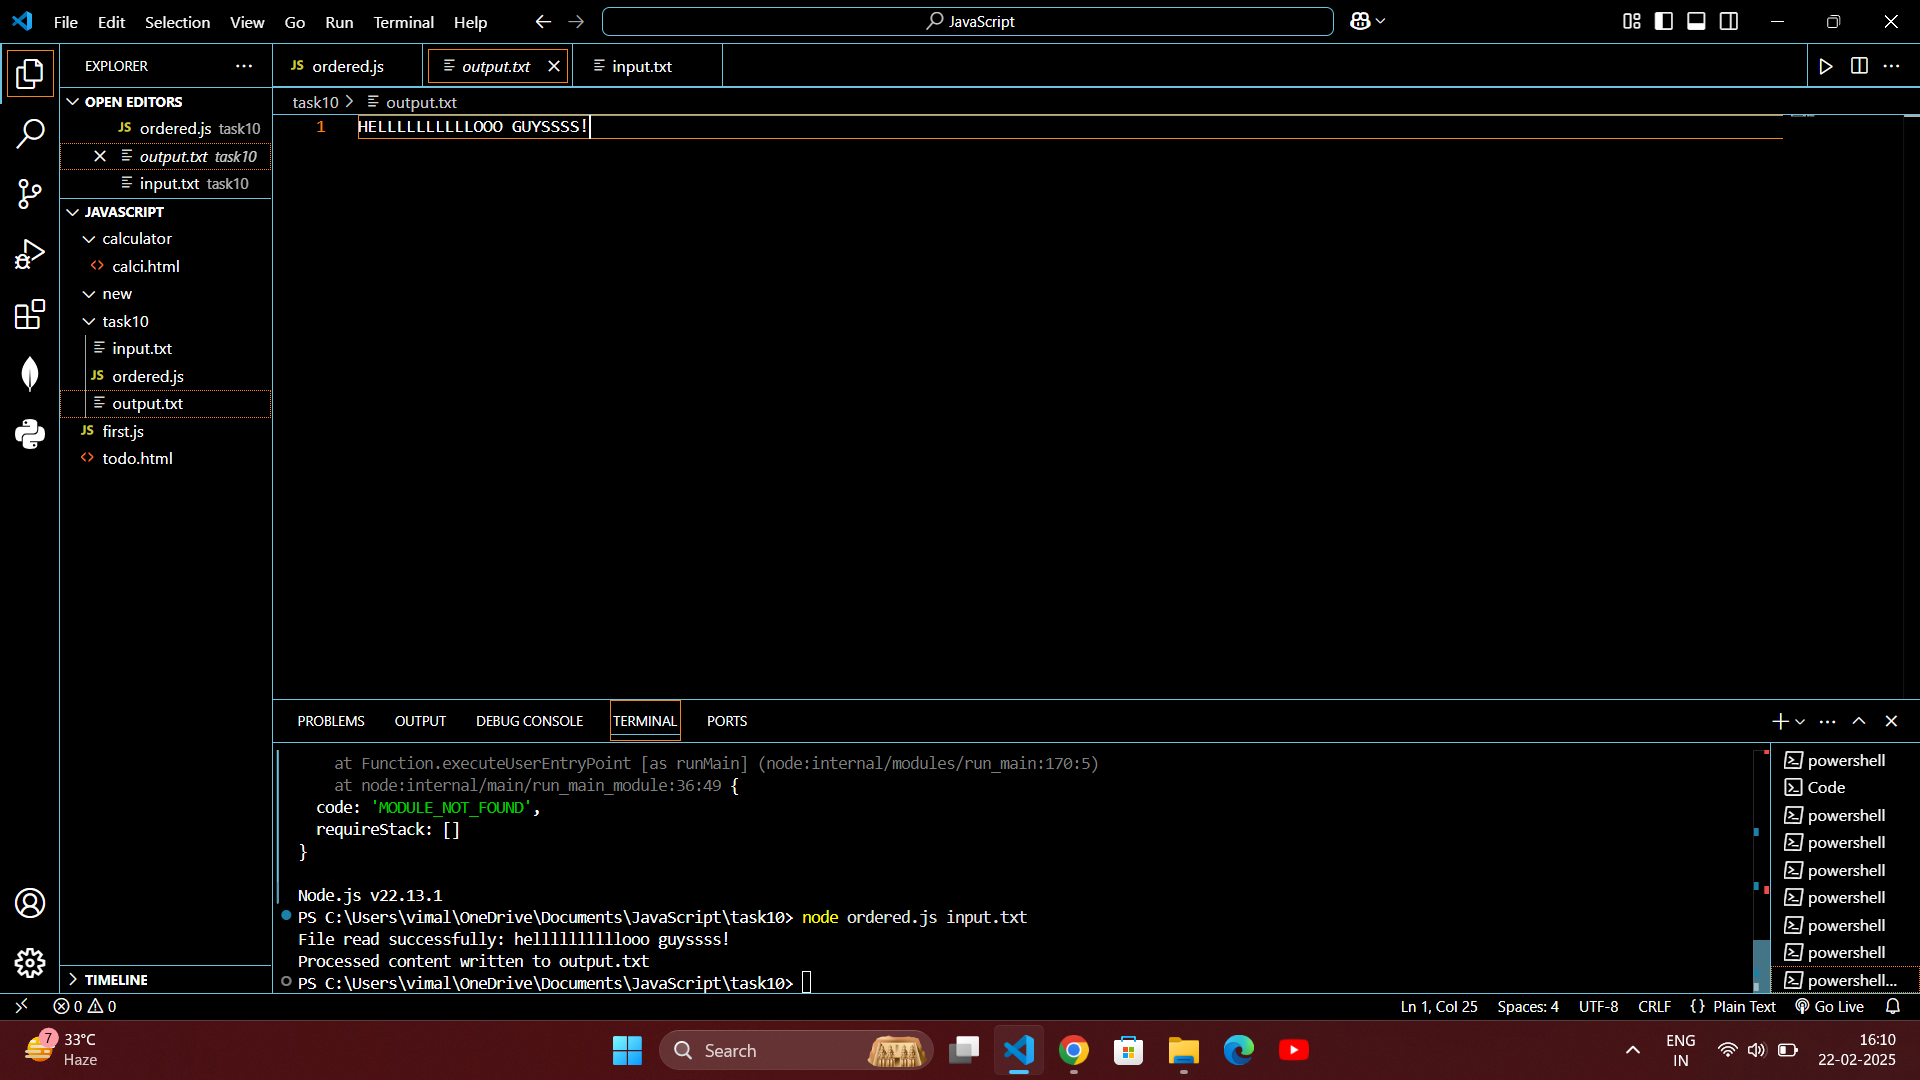 File Edit Selection View Go Run Terminal Help
JavaScript
EXPLORER
OPEN EDITORS
JS ordered.js task10
output.txt task10
input.txt task10
JAVASCRIPT
calculator
calci.html
new
task10
input.txt
JS ordered.js
output.txt
JS first.js
todo.html
TIMELINE
JS ordered.js output.txt input.txt
task10 > output.txt
1 HELLLLLLLLLLOOO GUYSSSS!
PROBLEMS OUTPUT DEBUG CONSOLE TERMINAL PORTS
at Function.executeUserEntryPoint [as runMain] (node:internal/modules/run_main:170:5)
at node:internal/main/run_main_module:36:49 {
code: 'MODULE_NOT_FOUND',
requireStack: []
}
Node.js v22.13.1
PS C:\Users\vimal\OneDrive\Documents\JavaScript\task10> node ordered.js input.txt
File read successfully: hellllllllllooo guyssss!
Processed content written to output.txt
PS C:\Users\vimal\OneDrive\Documents\JavaScript\task10>
powershell
Code
powershell
powershell
powershell
powershell
powershell
powershell
powershell...
0 0
Ln 1, Col 25 Spaces: 4 UTF-8 CRLF {} Plain Text Go Live
7
33°C
Haze
Search
ENG
IN
16:10
22-02-2025